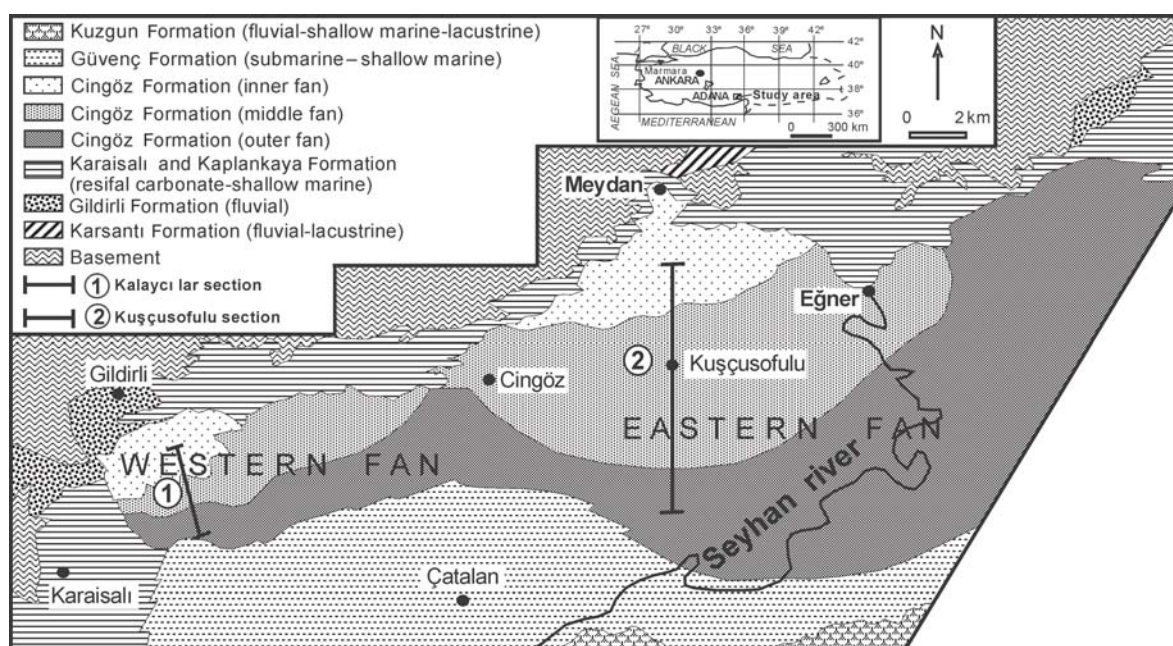 Kuzgun Formation (fluvial-shallow marine-lacustrine)
Güvenç Formation (submarine – shallow marine)
Cingöz Formation (inner fan)
Cingöz Formation (middle fan)
Cingöz Formation (outer fan)
Karaisalı and Kaplankaya Formation
(resifal carbonate-shallow marine)
Gildirli Formation (fluvial)
Karsantı Formation (fluvial-lacustrine)
Basement
1 Kalaycı lar section
2 Kuşçusofulu section
27° 30° 33° 36° 39° 42°
BLACK SEA
42°
40°
38°
36°
Marmara
ANKARA
ADANA
Study area
AEGEAN SEA
MEDITERRANEAN
0 300 km
N
0 2 km
Meydan
Eğner
2
Kuşçusofulu
Cingöz
Gildirli
EASTERN FAN
WESTERN FAN
1
Seyhan river
Çatalan
Karaisalı